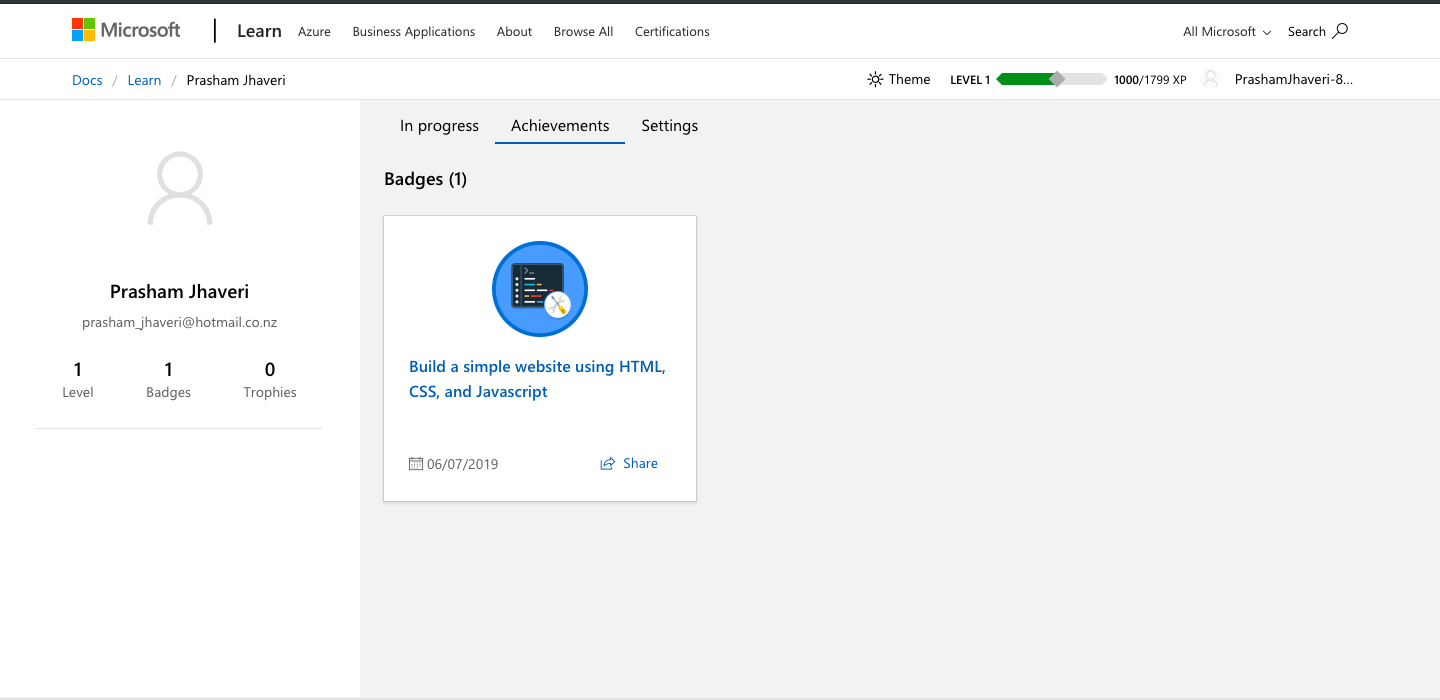 Microsoft Learn Azure Business Applications About Browse All Certifications All Microsoft Search
Docs / Learn / Prasham Jhaveri Theme LEVEL 1 1000/1799 XP PrashamJhaveri-8...
In progress Achievements Settings
Badges (1)
Prasham Jhaveri
prasham_jhaveri@hotmail.co.nz
1 1 0
Level Badges Trophies
Build a simple website using HTML,
CSS, and Javascript
06/07/2019 Share